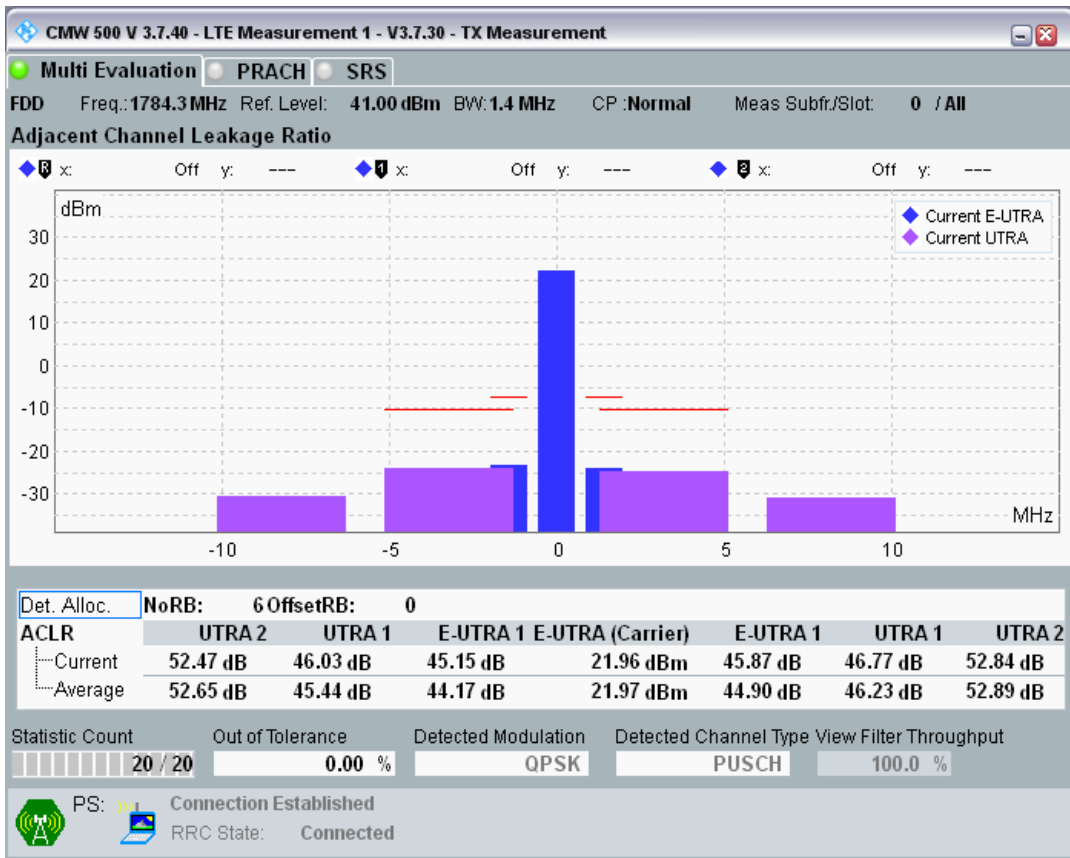 CMW 500 V 3.7.40 - LTE Measurement 1 - V3.7.30 - TX Measurement
Multi Evaluation PRACH SRS
FDD Freq.:1784.3 MHz Ref. Level: 41.00 dBm BW:1.4 MHz CP :Normal Meas Subfr./Slot: 0 / All
Adjacent Channel Leakage Ratio
R x: Off y: --- 1 x: Off y: --- 2 x: Off y: ---
dBm
Current E-UTRA
Current UTRA
30
20
10
0
-10
-20
-30
MHz
-10 -5 0 5 10
Det. Alloc. NoRB: 6 OffsetRB: 0
ACLR UTRA 2 UTRA 1 E-UTRA 1 E-UTRA (Carrier) E-UTRA 1 UTRA 1 UTRA 2
Current 52.47 dB 46.03 dB 45.15 dB 21.96 dBm 45.87 dB 46.77 dB 52.84 dB
Average 52.65 dB 45.44 dB 44.17 dB 21.97 dBm 44.90 dB 46.23 dB 52.89 dB
Statistic Count Out of Tolerance Detected Modulation Detected Channel Type View Filter Throughput
20 / 20 0.00 % QPSK PUSCH 100.0 %
PS: Connection Established
RRC State: Connected